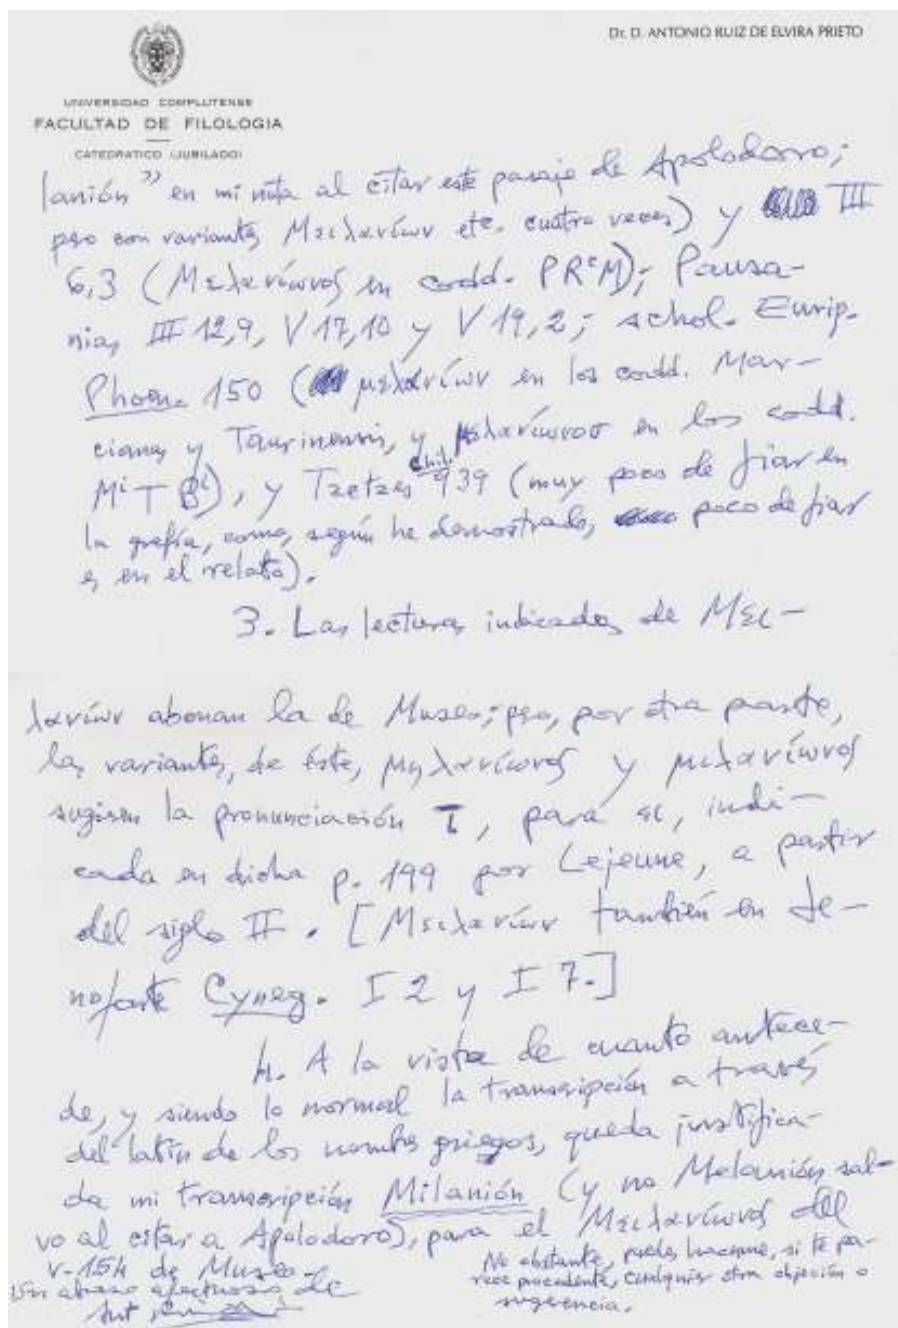 Dr. D. ANTONIO RUIZ DE ELVIRA PRIETO
UNIVERSIDAD COMPLUTENSE
FACULTAD DE FILOLOGIA
CATEDRATICO (JUBILADO)
lanión" en mi nota al citar este pasaje de Apolodoro;
pero con variantes Μειλανίων etc. cuatro veces) y III
6,3 (Μελανίωνος en codd. PRᶜM); Pausa-
nias III 12,9, V 17,10 y V 19,2; schol. Eurip.
Phoen. 150 (μελανίων en los codd. Mar-
ciano y Taurinensis, y μελανίωνοσ en los codd.
MⁱTBⁱ), y Tzetzes Chil. 939 (muy poco de fiar en
la grafía, como, según he demostrado, poco de fiar
es en el relato).
3. Las lecturas indicadas de Μει-
λανίων abonan la de Museo; pero, por otra parte,
las variantes, de éste, μηλανίωνος y μιλανίωνος
sugieren la pronunciación ī, para ει, indi-
cada en dicha p. 199 por Lejeune, a partir
del siglo II. [Μειλανίων también en Je-
nofonte Cyneg. I 2 y I 7.]
4. A la vista de cuanto antece-
de, y siendo lo normal la transcripción a través
del latín de los nombres griegos, queda justifica-
da mi transcripción Milanión (y no Melanión sal-
vo al citar a Apolodoro), para el Μειλανίωνος del
v. 154 de Museo.
Un abrazo afectuoso de
Ant.
No obstante, puedes hacerme, si te pa-
rece procedente, cualquier otra objeción o
sugerencia.